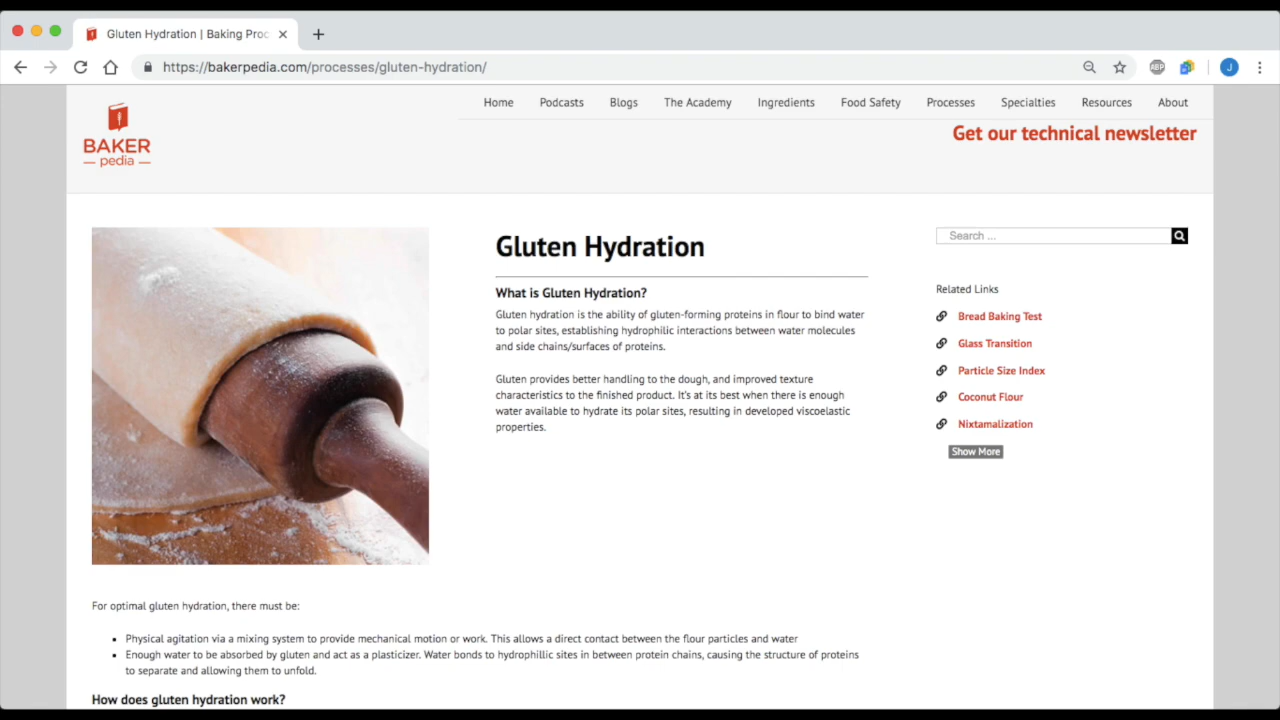 Gluten Hydration | Baking Proc
https://bakerpedia.com/processes/gluten-hydration/
ABP
J
Home Podcasts Blogs The Academy Ingredients Food Safety Processes Specialties Resources About
Get our technical newsletter
BAKER
pedia
Gluten Hydration
What is Gluten Hydration?
Gluten hydration is the ability of gluten-forming proteins in flour to bind water
to polar sites, establishing hydrophilic interactions between water molecules
and side chains/surfaces of proteins.
Gluten provides better handling to the dough, and improved texture
characteristics to the finished product. It's at its best when there is enough
water available to hydrate its polar sites, resulting in developed viscoelastic
properties.
Search ...
Related Links
Bread Baking Test
Glass Transition
Particle Size Index
Coconut Flour
Nixtamalization
Show More
For optimal gluten hydration, there must be:
• Physical agitation via a mixing system to provide mechanical motion or work. This allows a direct contact between the flour particles and water
• Enough water to be absorbed by gluten and act as a plasticizer. Water bonds to hydrophillic sites in between protein chains, causing the structure of proteins
to separate and allowing them to unfold.
How does gluten hydration work?